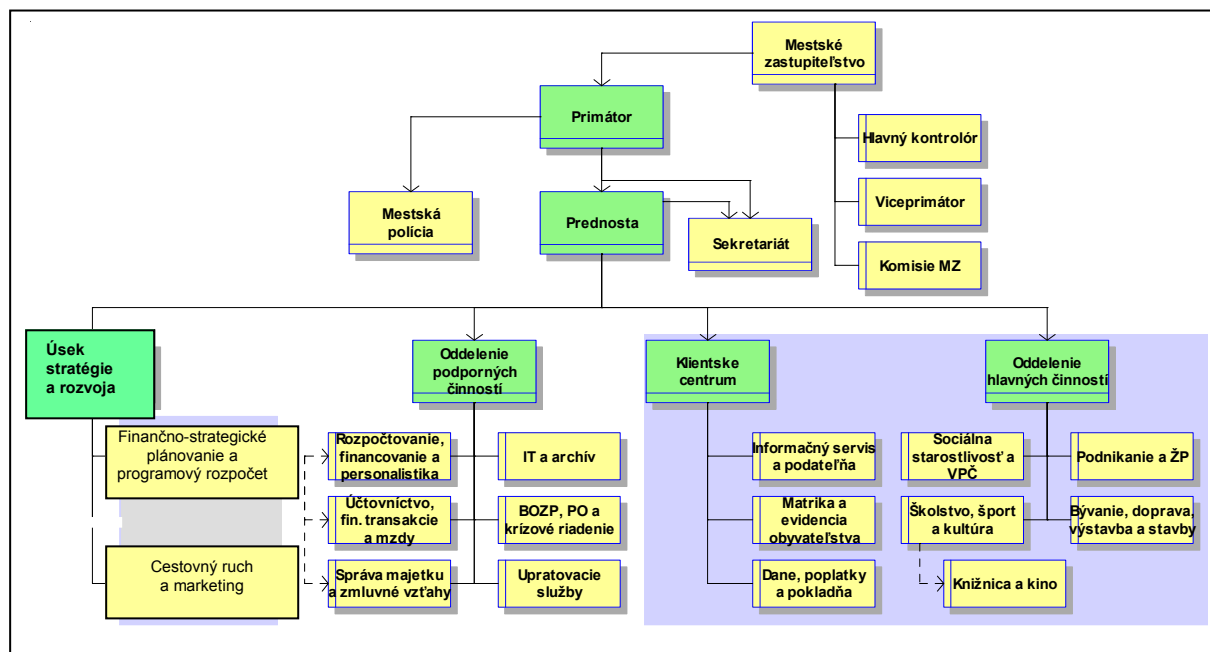 Mestské
zastupiteľstvo
Primátor
Hlavný kontrolór
Mestská
polícia
Prednosta
Sekretariát
Viceprimátor
Komisie MZ
Úsek
stratégie
a rozvoja
Oddelenie
podporných
činností
Klientske
centrum
Oddelenie
hlavných činností
Finančno-strategické
plánovanie a
programový rozpočet
Rozpočtovanie,
financovanie a
personalistika
IT a archív
Informačný servis
a podateľňa
Sociálna
starostlivosť a
VPČ
Podnikanie a ŽP
Účtovníctvo,
fin. transakcie
a mzdy
BOZP, PO a
krízové riadenie
Matrika a
evidencia
obyvateľstva
Školstvo, šport
a kultúra
Bývanie, doprava,
výstavba a stavby
Cestovný ruch
a marketing
Správa majetku
a zmluvné vzťahy
Upratovacie
služby
Dane, poplatky
a pokladňa
Knižnica a kino